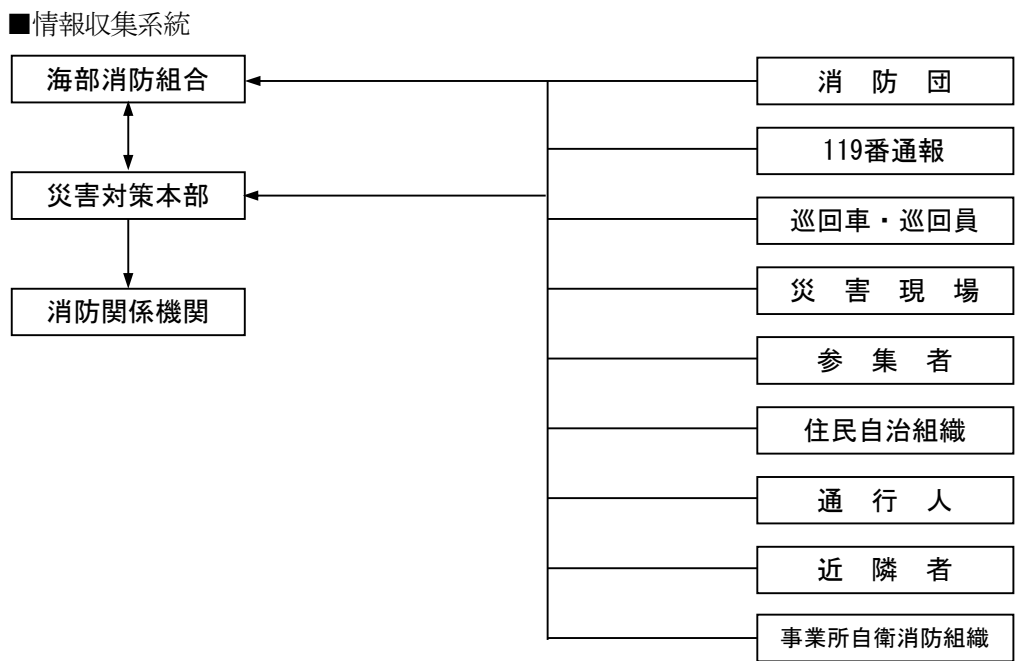 ■情報収集系統
海部消防組合
災害対策本部
消防関係機関
消　防　団
119番通報
巡回車・巡回員
災　害　現　場
参　集　者
住民自治組織
通　行　人
近　隣　者
事業所自衛消防組織